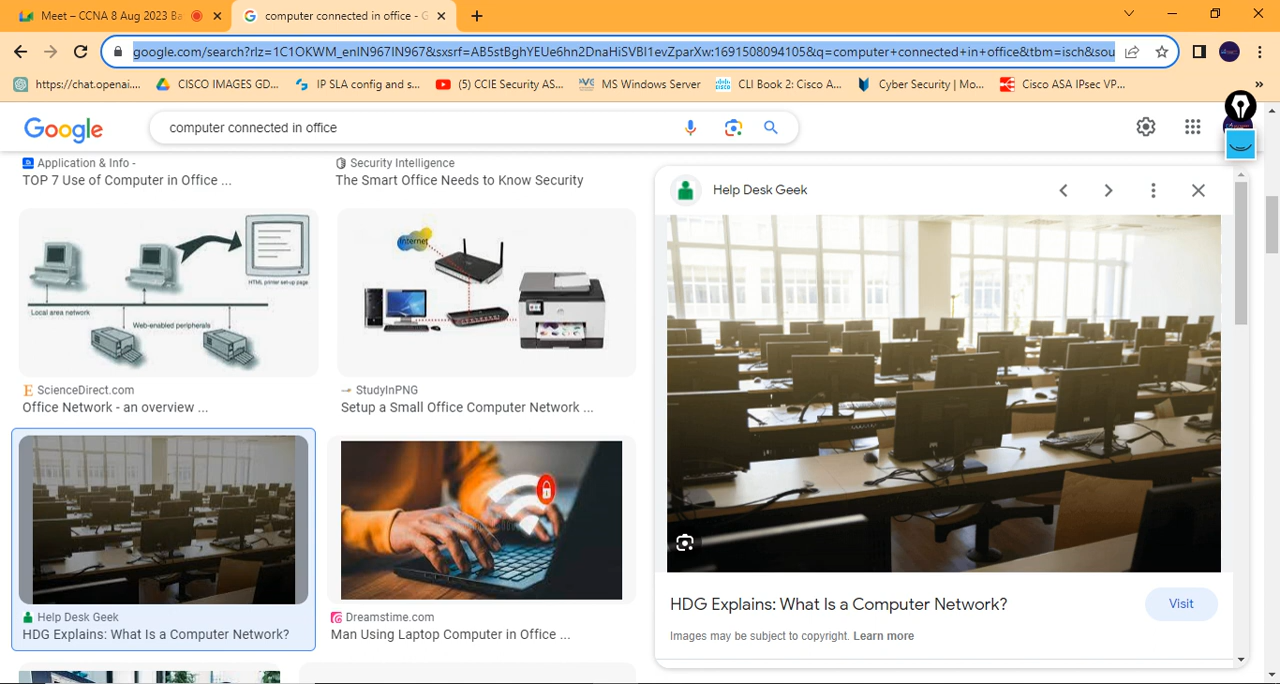 Meet – CCNA 8 Aug 2023 Ba
computer connected in office - G
google.com/search?rlz=1C1OKWM_enIN967IN967&sxsrf=AB5stBghYEUe6hn2DnaHiSVBl1evZparXw:1691508094105&q=computer+connected+in+office&tbm=isch&sou
https://chat.openai....
CISCO IMAGES GD...
IP SLA config and s...
(5) CCIE Security AS...
MS Windows Server
CLI Book 2: Cisco A...
Cyber Security | Mo...
Cisco ASA IPsec VP...
Google
computer connected in office
Application & Info -
TOP 7 Use of Computer in Office ...
Security Intelligence
The Smart Office Needs to Know Security
HTML printer set-up page
Local area network
Web-enabled peripherals
Internet
ScienceDirect.com
Office Network - an overview ...
StudyInPNG
Setup a Small Office Computer Network ...
Help Desk Geek
HDG Explains: What Is a Computer Network?
Dreamstime.com
Man Using Laptop Computer in Office ...
Help Desk Geek
HDG Explains: What Is a Computer Network?
Visit
Images may be subject to copyright. Learn more